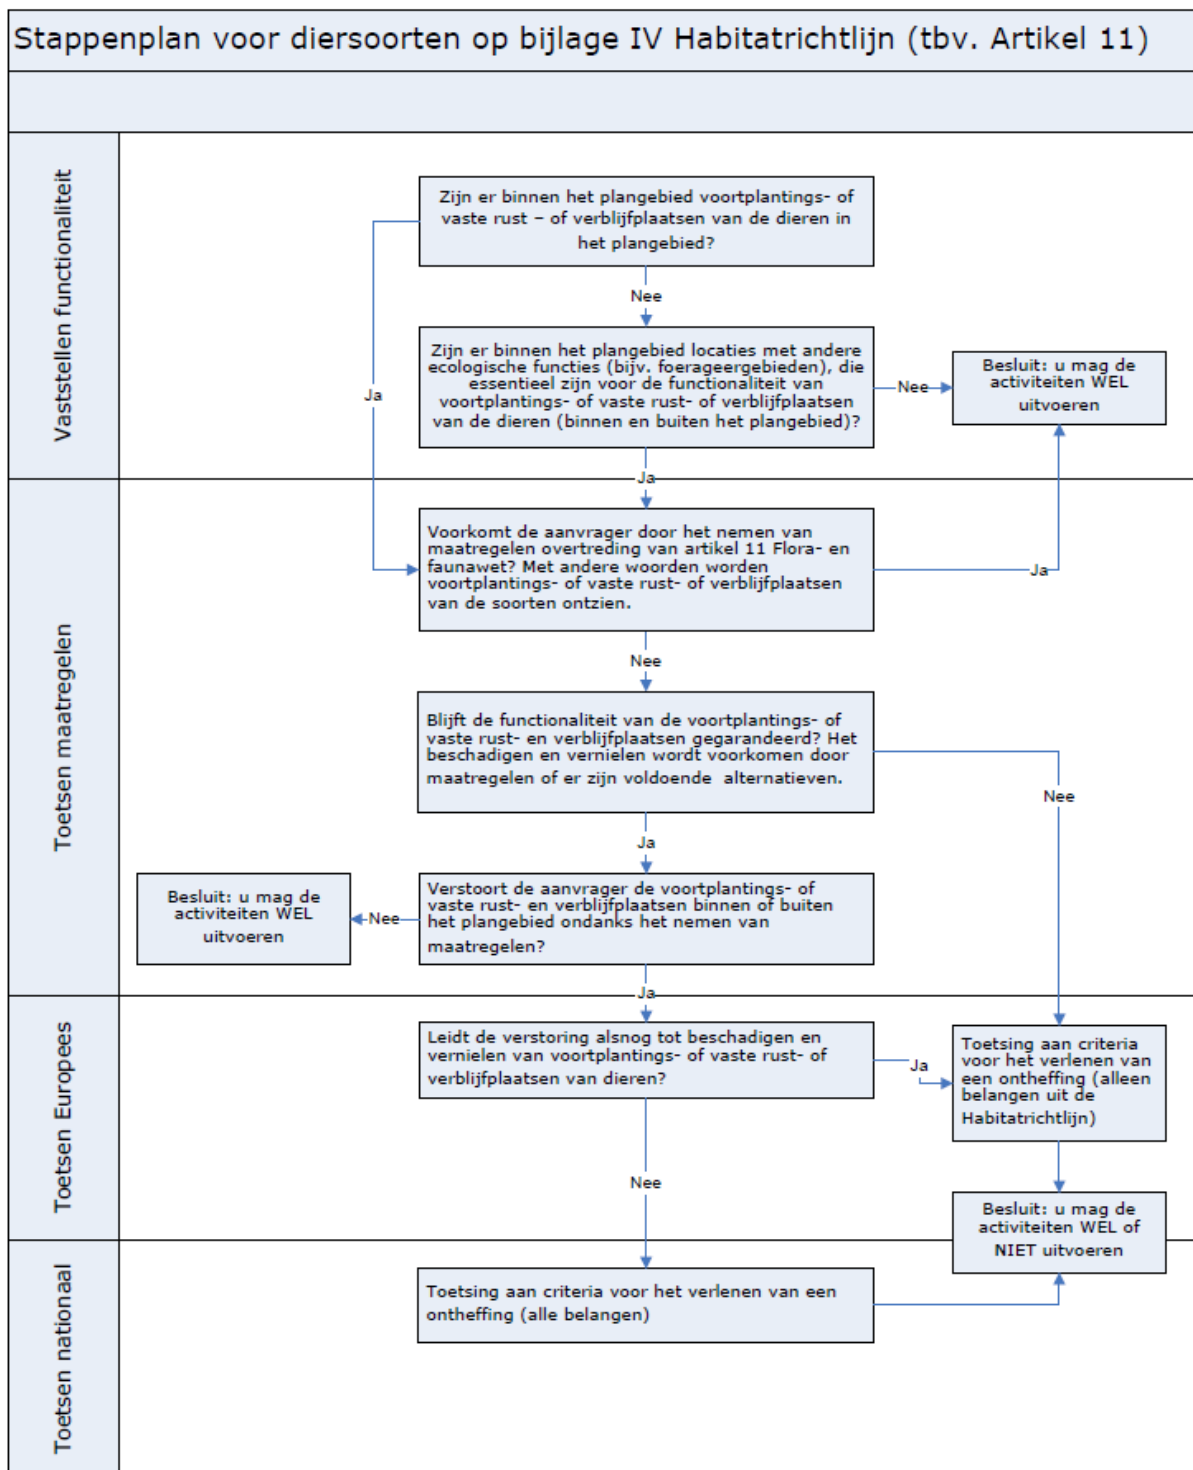 Stappenplan voor diersoorten op bijlage IV Habitatrichtlijn (tbv. Artikel 11)
Vaststellen functionaliteit
Zijn er binnen het plangebied voortplantings- of
vaste rust – of verblijfplaatsen van de dieren in
het plangebied?
Nee
Ja
Zijn er binnen het plangebied locaties met andere
ecologische functies (bijv. foerageergebieden), die
essentieel zijn voor de functionaliteit van
voortplantings- of vaste rust- of verblijfplaatsen
van de dieren (binnen en buiten het plangebied)?
Nee
Besluit: u mag de
activiteiten WEL
uitvoeren
Ja
Toetsen maatregelen
Voorkomt de aanvrager door het nemen van
maatregelen overtreding van artikel 11 Flora- en
faunawet? Met andere woorden worden
voortplantings- of vaste rust- of verblijfplaatsen
van de soorten ontzien.
Ja
Nee
Blijft de functionaliteit van de voortplantings- of
vaste rust- en verblijfplaatsen gegarandeerd? Het
beschadigen en vernielen wordt voorkomen door
maatregelen of er zijn voldoende alternatieven.
Nee
Ja
Besluit: u mag de
activiteiten WEL
uitvoeren
Nee
Verstoort de aanvrager de voortplantings- of
vaste rust- en verblijfplaatsen binnen of buiten
het plangebied ondanks het nemen van
maatregelen?
Ja
Toetsen Europees
Leidt de verstoring alsnog tot beschadigen en
vernielen van voortplantings- of vaste rust- of
verblijfplaatsen van dieren?
Ja
Toetsing aan criteria
voor het verlenen van
een ontheffing (alleen
belangen uit de
Habitatrichtlijn)
Nee
Besluit: u mag de
activiteiten WEL of
NIET uitvoeren
Toetsen nationaal
Toetsing aan criteria voor het verlenen van een
ontheffing (alle belangen)